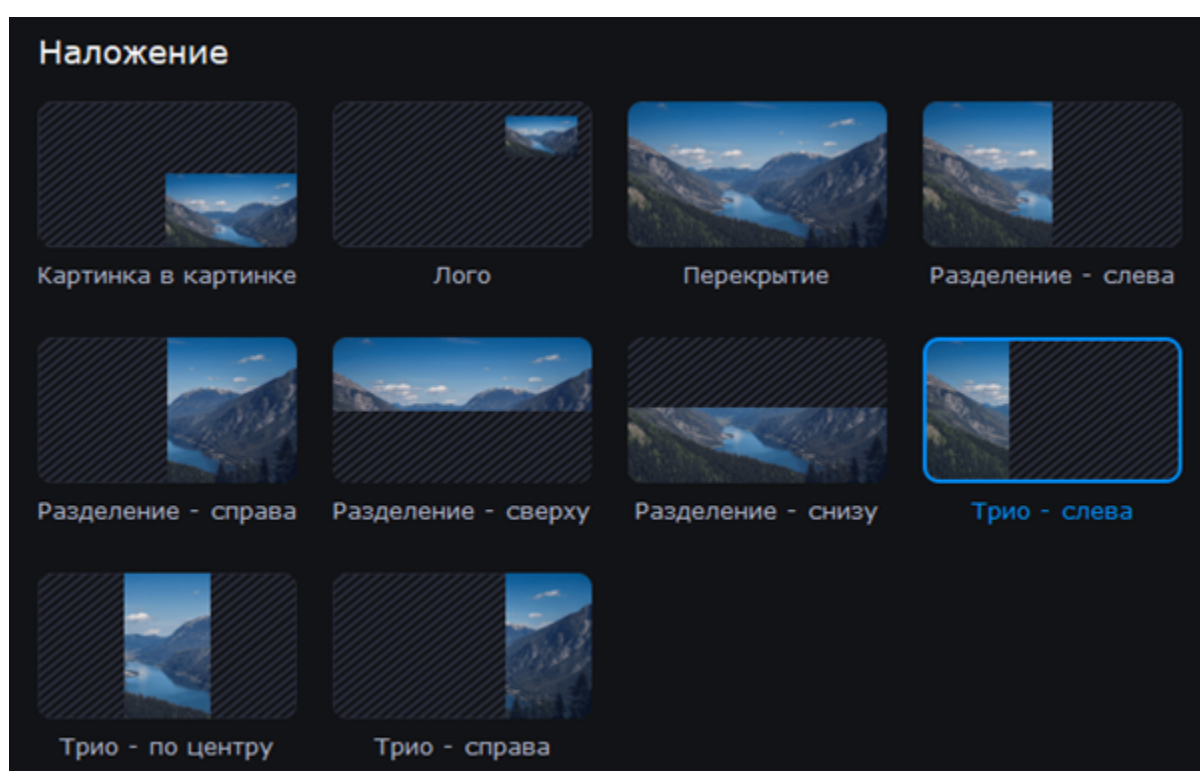 Наложение
Картинка в картинке
Лого
Перекрытие
Разделение - слева
Разделение - справа
Разделение - сверху
Разделение - снизу
Трио - слева
Трио - по центру
Трио - справа